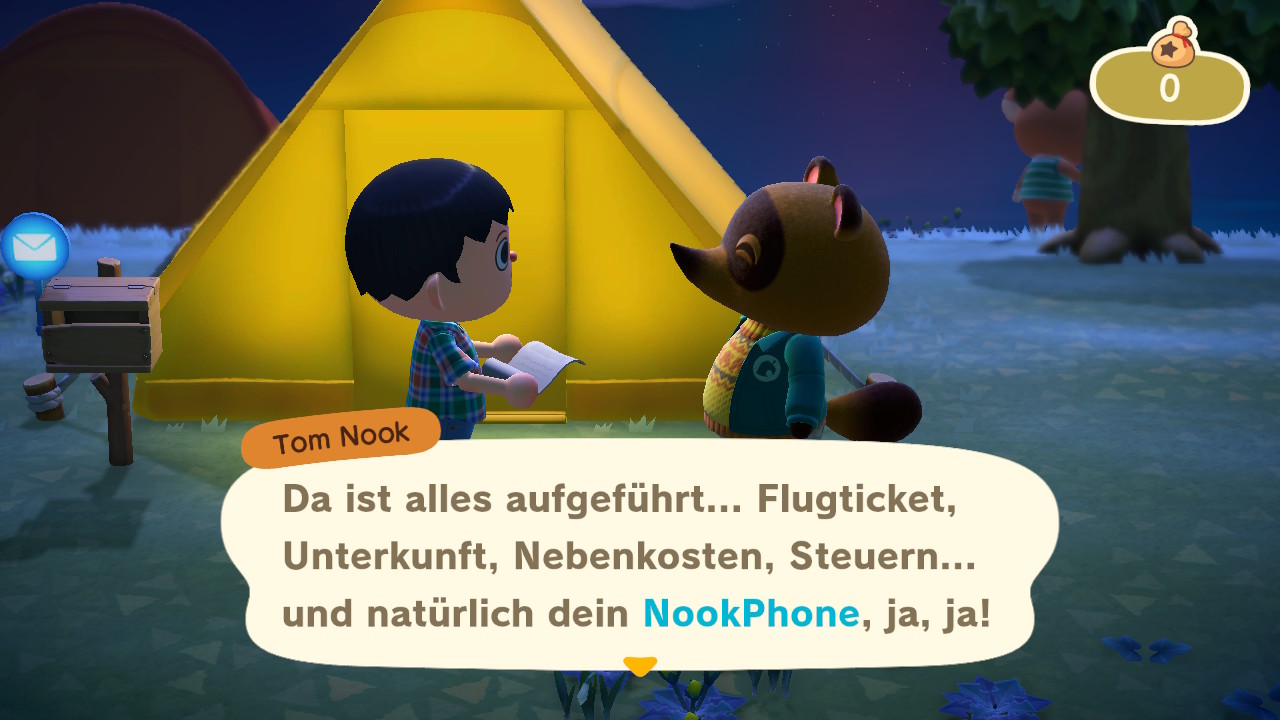 0
Tom Nook
Da ist alles aufgeführt... Flugticket,
Unterkunft, Nebenkosten, Steuern...
und natürlich dein NookPhone, ja, ja!